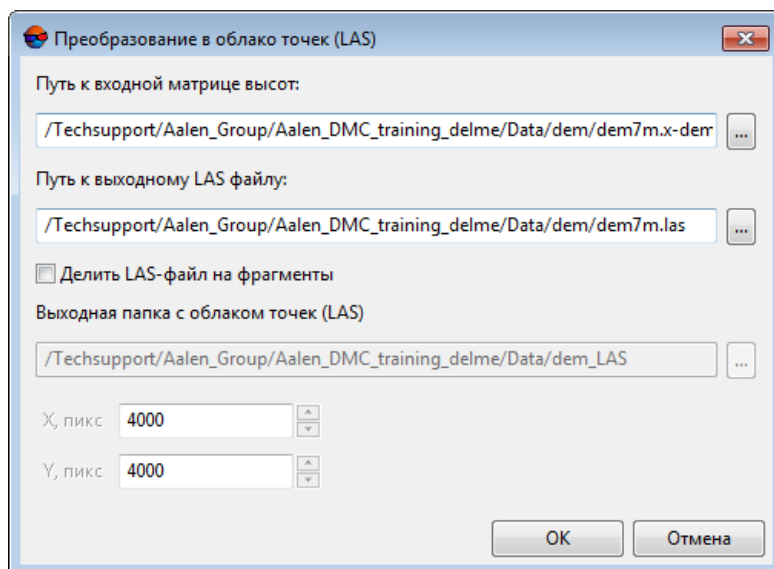 Преобразование в облако точек (LAS)
Путь к входной матрице высот:
/Techsupport/Aalen_Group/Aalen_DMC_training_delme/Data/dem/dem7m.x-dem
...
Путь к выходному LAS файлу:
/Techsupport/Aalen_Group/Aalen_DMC_training_delme/Data/dem/dem7m.las
...
Делить LAS-файл на фрагменты
Выходная папка с облаком точек (LAS)
/Techsupport/Aalen_Group/Aalen_DMC_training_delme/Data/dem_LAS
...
X, пикс 4000
Y, пикс 4000
OK Отмена